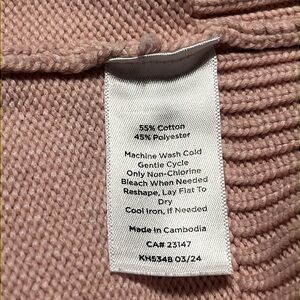 55% Cotton
45% Polyester
Machine Wash Cold
Gentle Cycle
Only Non-Chlorine
Bleach When Needed
Reshape, Lay Flat To
Dry
Cool Iron, If Needed
Made in Cambodia
CA# 23147
KH5348 03/24